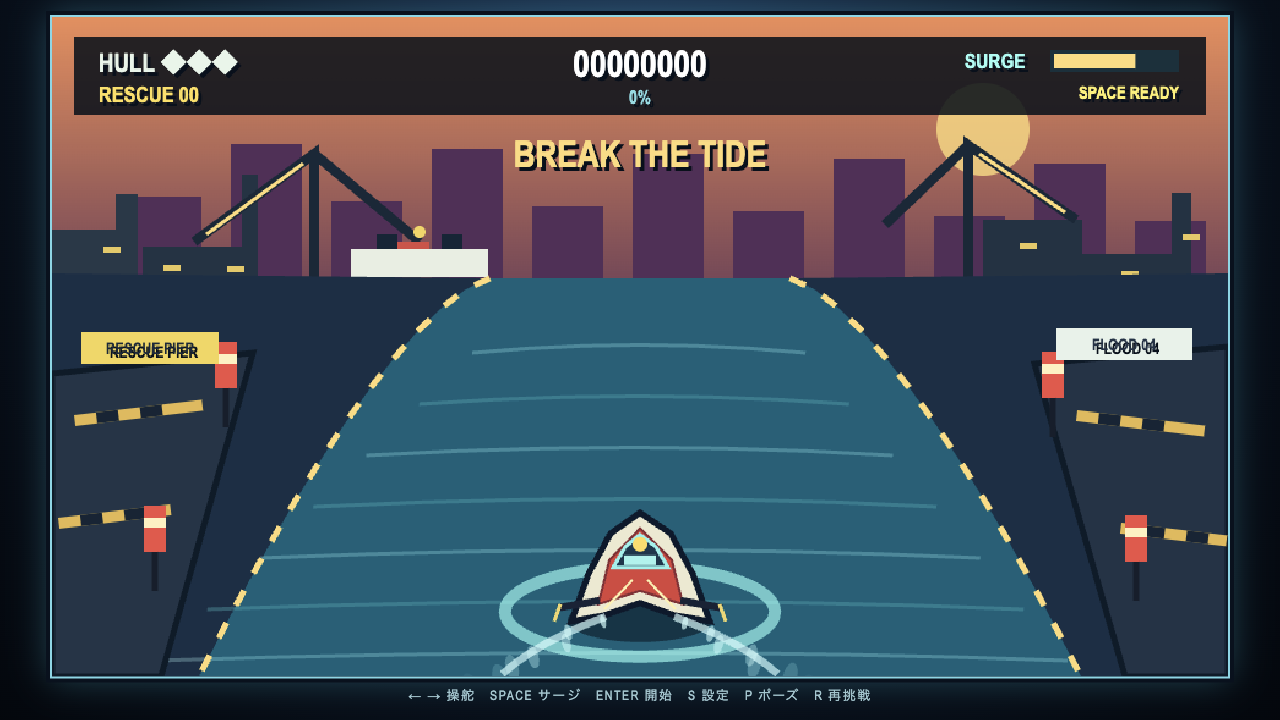 HULL
00000000
SURGE
RESCUE 00
0%
SPACE READY
BREAK THE TIDE
RESCUE PIER
FLOOD 04
← → 操舵 SPACE サージ ENTER 開始 S 設定 P ポーズ R 再挑戦